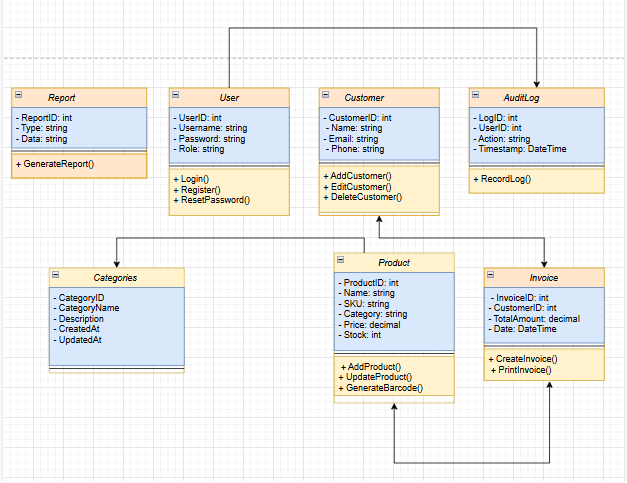 Report
- ReportID: int
- Type: string
- Data: string
+ GenerateReport()
User
- UserID: int
- Username: string
- Password: string
- Role: string
+ Login()
+ Register()
+ ResetPassword()
Customer
- CustomerID: int
- Name: string
- Email: string
- Phone: string
+ AddCustomer()
+ EditCustomer()
+ DeleteCustomer()
AuditLog
- LogID: int
- UserID: int
- Action: string
- Timestamp: DateTime
+ RecordLog()
Categories
- CategoryID
- CategoryName
- Description
- CreatedAt
- UpdatedAt
Product
- ProductID: int
- Name: string
- SKU: string
- Category: string
- Price: decimal
- Stock: int
+ AddProduct()
+ UpdateProduct()
+ GenerateBarcode()
Invoice
- InvoiceID: int
- CustomerID: int
- TotalAmount: decimal
- Date: DateTime
+ CreateInvoice()
+ PrintInvoice()